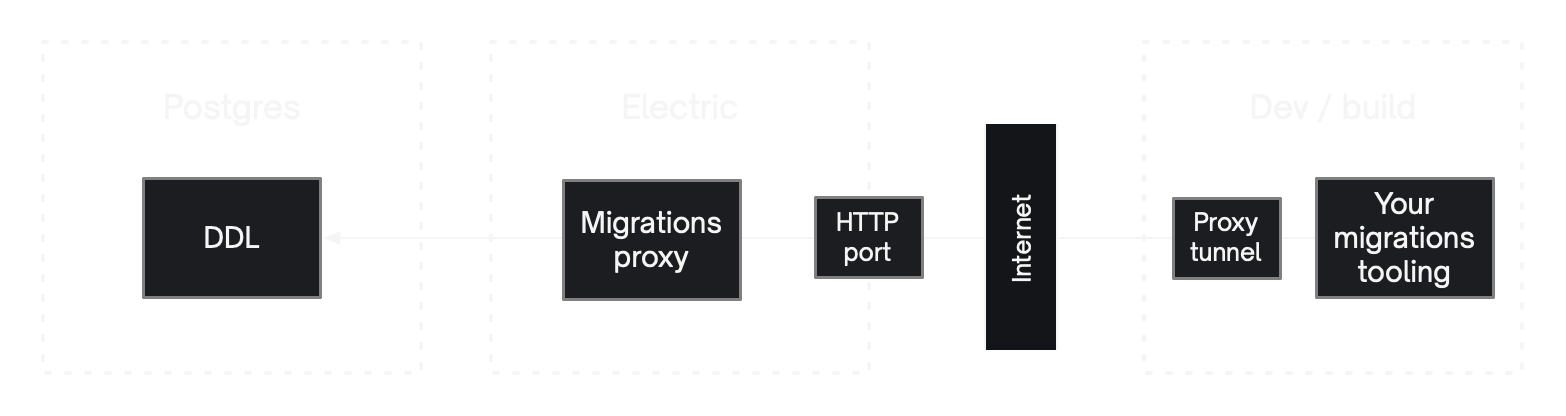 Postgres
Electric
Dev / build
DDL
Migrations
proxy
HTTP
port
Internet
Proxy
tunnel
Your
migrations
tooling